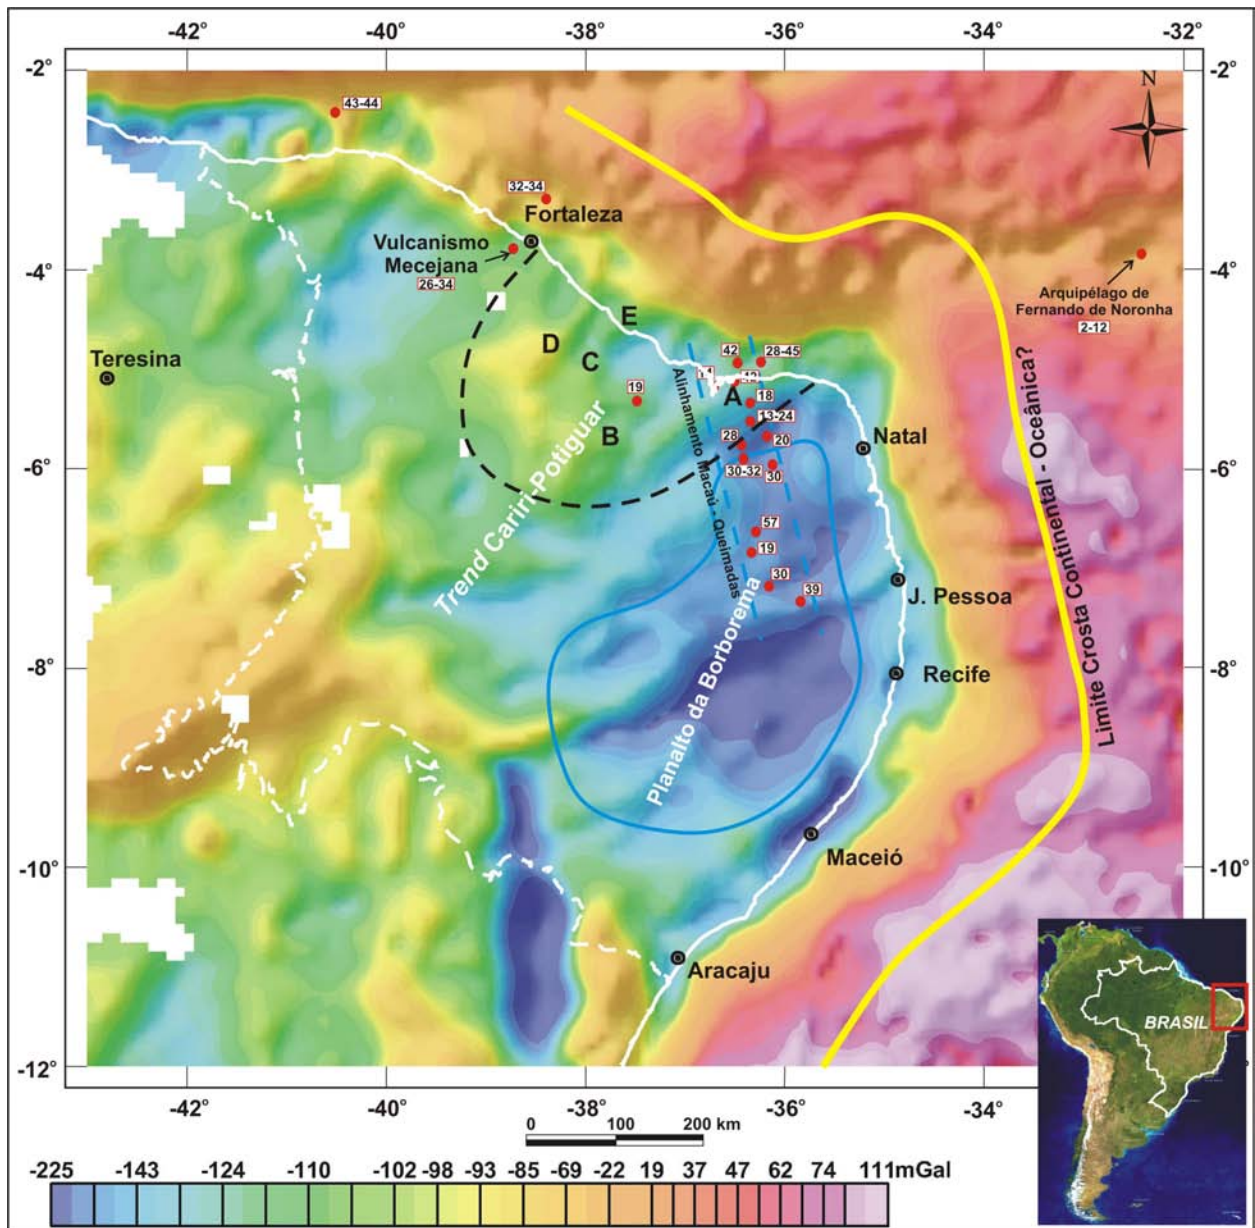 -42° -40° -38° -36° -34° -32°
-2° -2°
N
43-44
32-34
Fortaleza
Vulcanismo
Mecejana
26-34
-4° -4°
Arquipélago de
Fernando de Noronha
2-12
E
D
C
B
A
Teresina
42
28-45
19
18
13-24
28
20
30-32
30
Natal
-6° -6°
Alinhamento Macaú - Queimadas
Trend Cariri-Potiguar
57
19
30
39
J. Pessoa
Limite Crosta Continental - Oceânica?
-8° -8°
Recife
Planalto da Borborema
Maceió
-10° -10°
Aracaju
BRASIL
-12°
-42° -40° -38° -36° -34°
0 100 200 km
-225 -143 -124 -110 -102 -98 -93 -85 -69 -22 19 37 47 62 74 111mGal